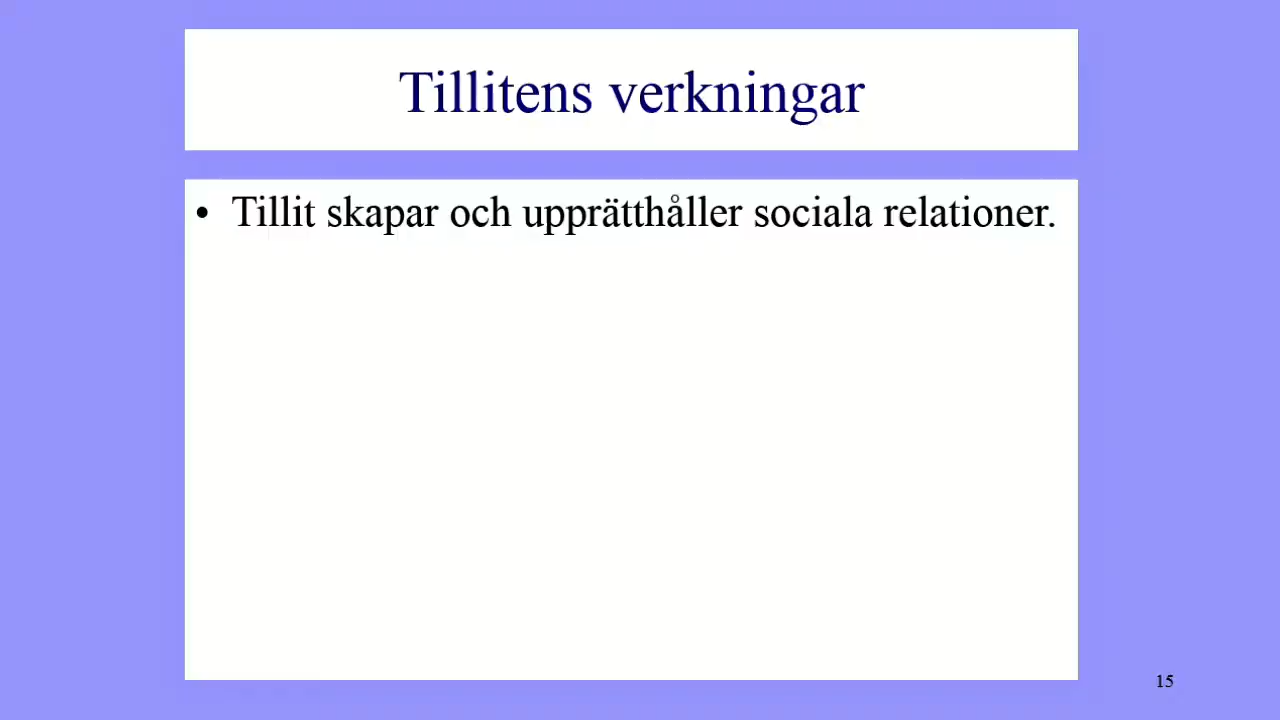 Tillitens verkningar
• Tillit skapar och upprätthåller sociala relationer.
15